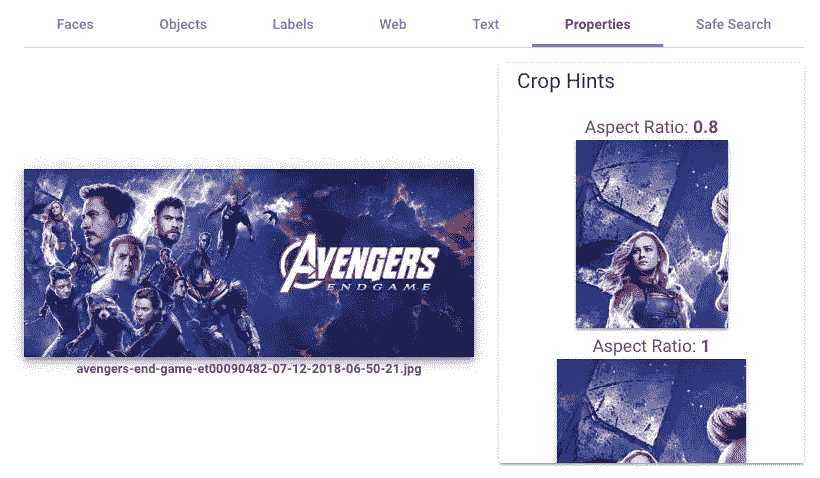 Faces Objects Labels Web Text Properties Safe Search
Crop Hints
Aspect Ratio: 0.8
AVENGERS
ENDGAME
Aspect Ratio: 1
avengers-end-game-et00090482-07-12-2018-06-50-21.jpg